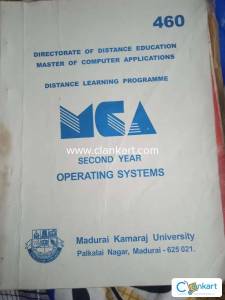 460
DIRECTORATE OF DISTANCE EDUCATION
MASTER OF COMPUTER APPLICATIONS
DISTANCE LEARNING PROGRAMME
MCA
www.clankart.com
SECOND YEAR
OPERATING SYSTEMS
Madurai Kamaraj University
Palkalai Nagar, Madurai - 625 021.
Clankart